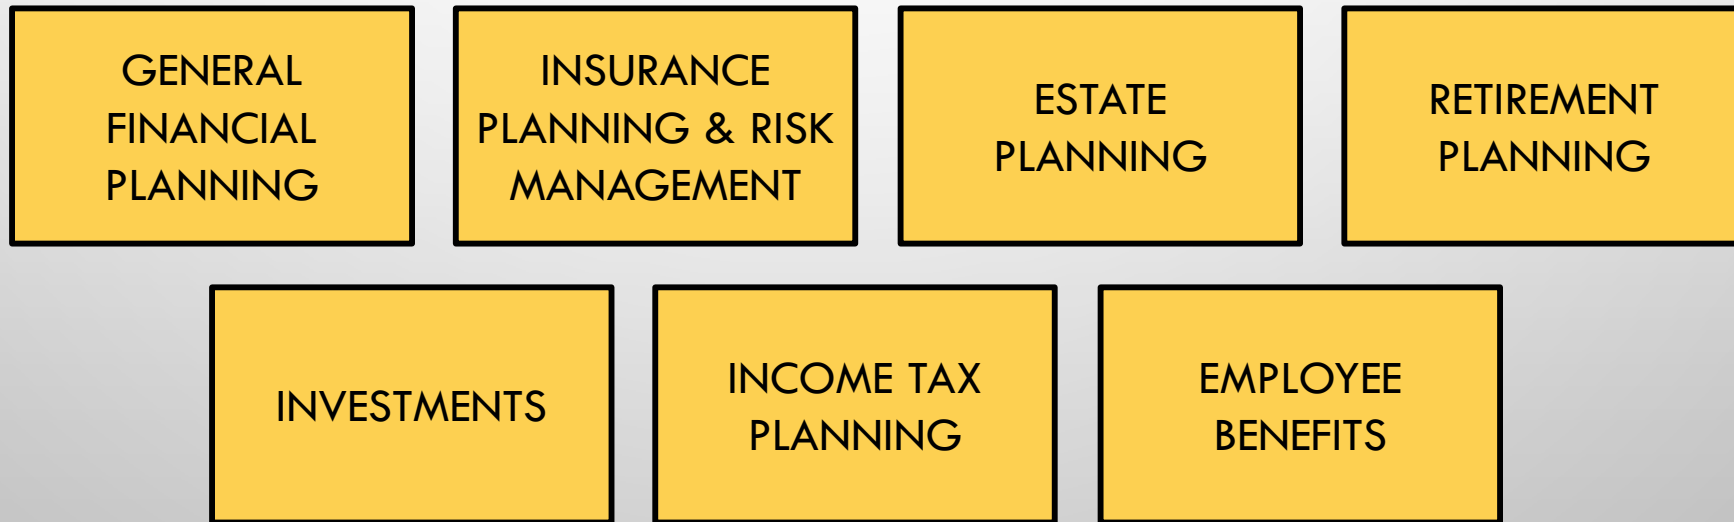 GENERAL
FINANCIAL
PLANNING
INSURANCE
PLANNING & RISK
MANAGEMENT
ESTATE
PLANNING
RETIREMENT
PLANNING
INVESTMENTS
INCOME TAX
PLANNING
EMPLOYEE
BENEFITS